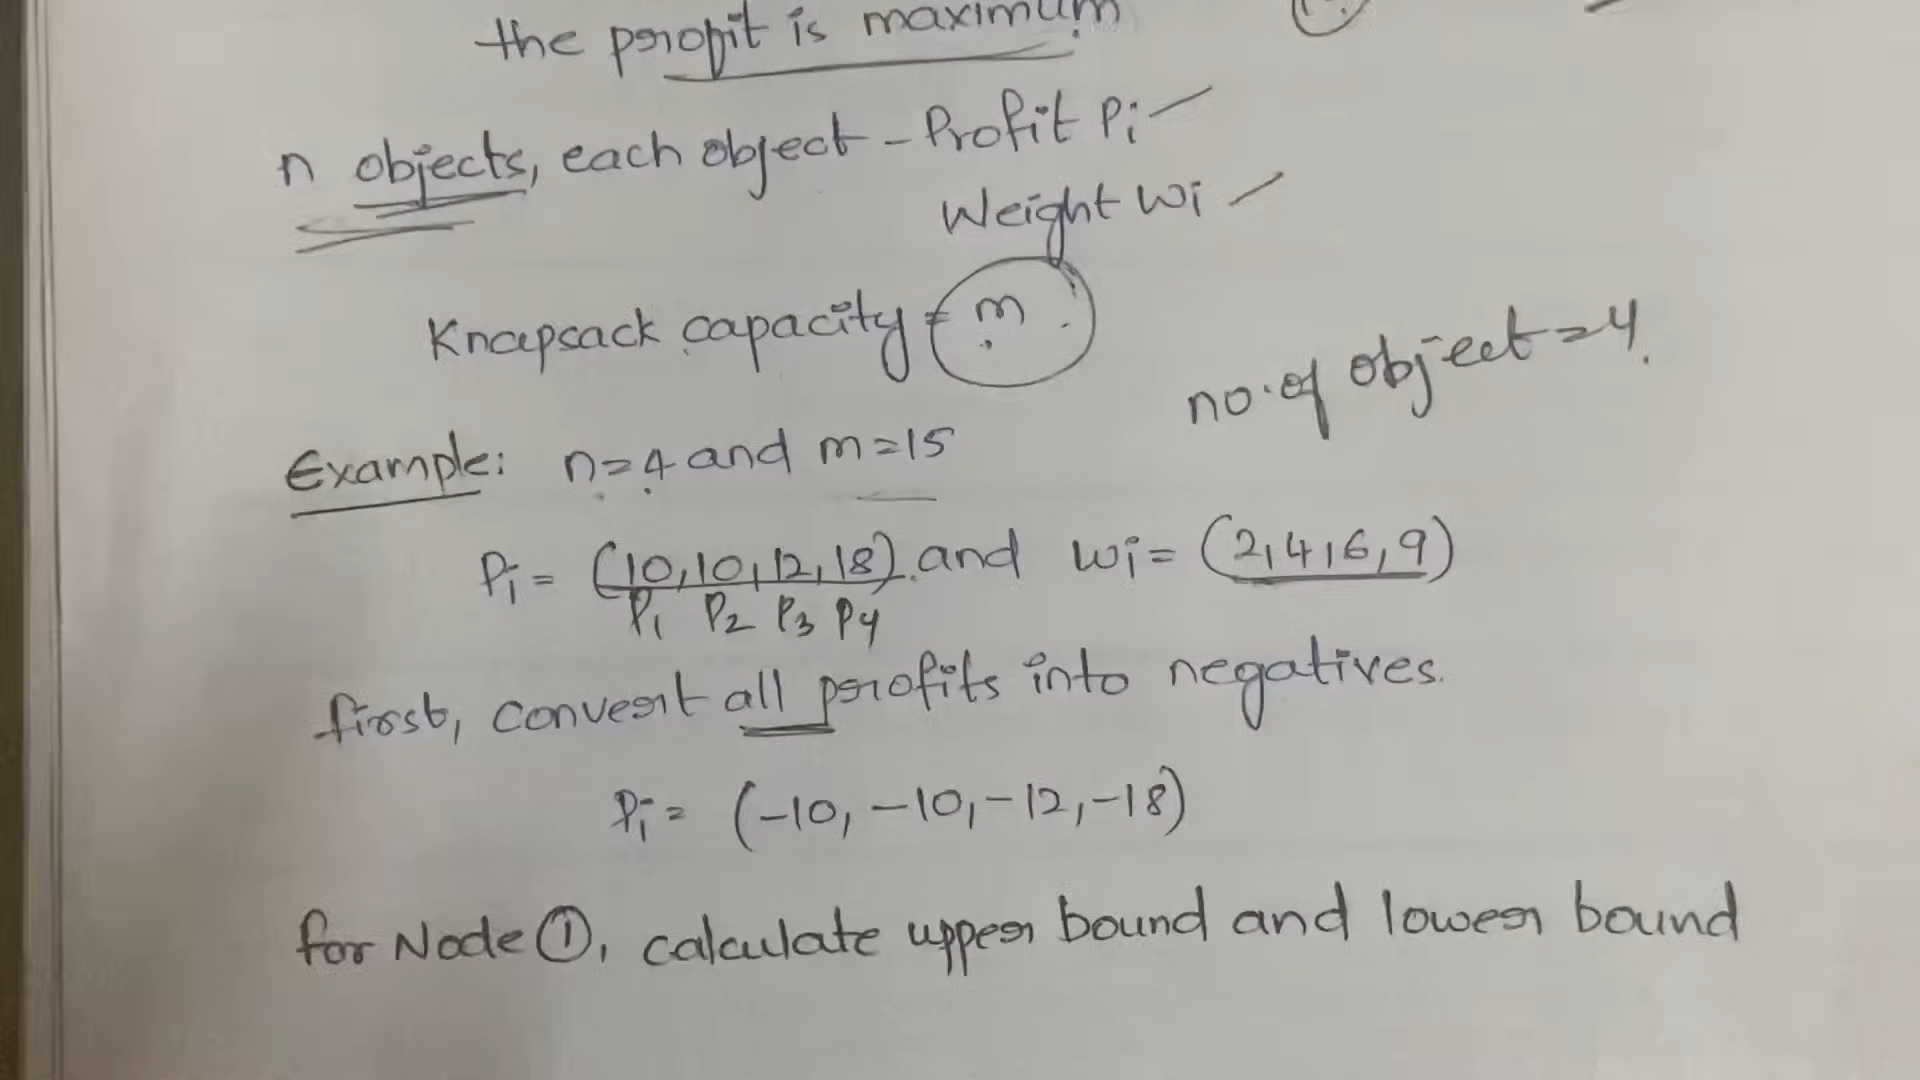 the profit is maximum
n objects, each object - Profit Pi
Weight Wi
Knapsack capacity = m
no. of object = 4.
Example: n=4 and m=15
Pi = (10,10,12,18) and wi = (2,4,6,9)
P1 P2 P3 P4
first, convert all profits into negatives.
Pi = (-10, -10, -12, -18)
for Node ①, calculate upper bound and lower bound